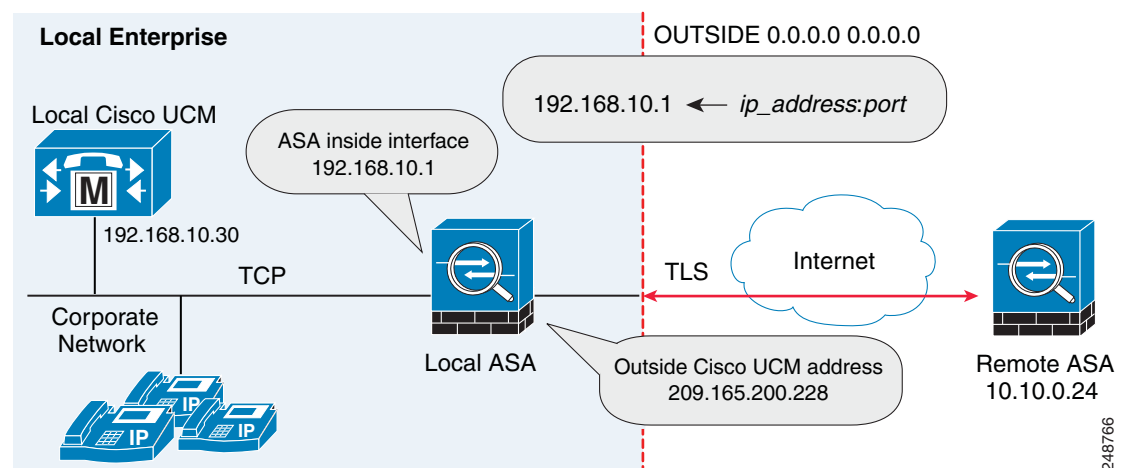 Local Enterprise
OUTSIDE 0.0.0.0 0.0.0.0
192.168.10.1 ← ip_address:port
Local Cisco UCM
M
ASA inside interface
192.168.10.1
192.168.10.30
TCP
TLS
Internet
Corporate
Network
Local ASA
Outside Cisco UCM address
209.165.200.228
Remote ASA
10.10.0.24
IP
IP
IP
248766